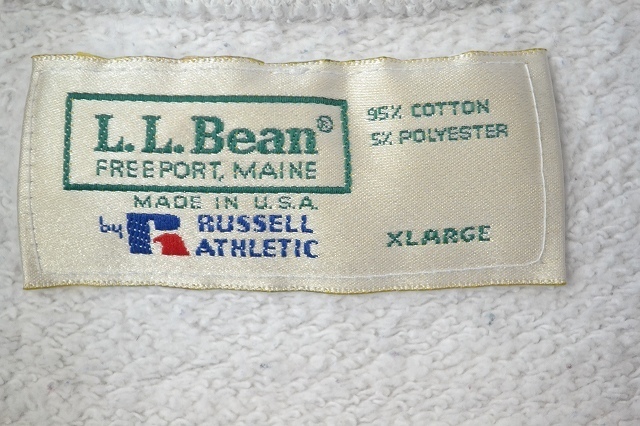 L.L.Bean®
FREEPORT, MAINE
MADE IN U.S.A.
by RUSSELL
ATHLETIC
95% COTTON
5% POLYESTER
XLARGE